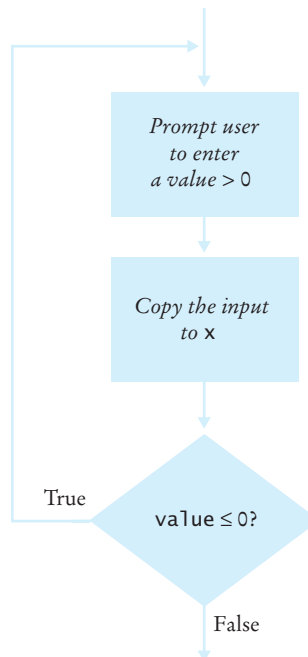 Prompt user
to enter
a value > 0
Copy the input
to x
True
value ≤ 0?
False